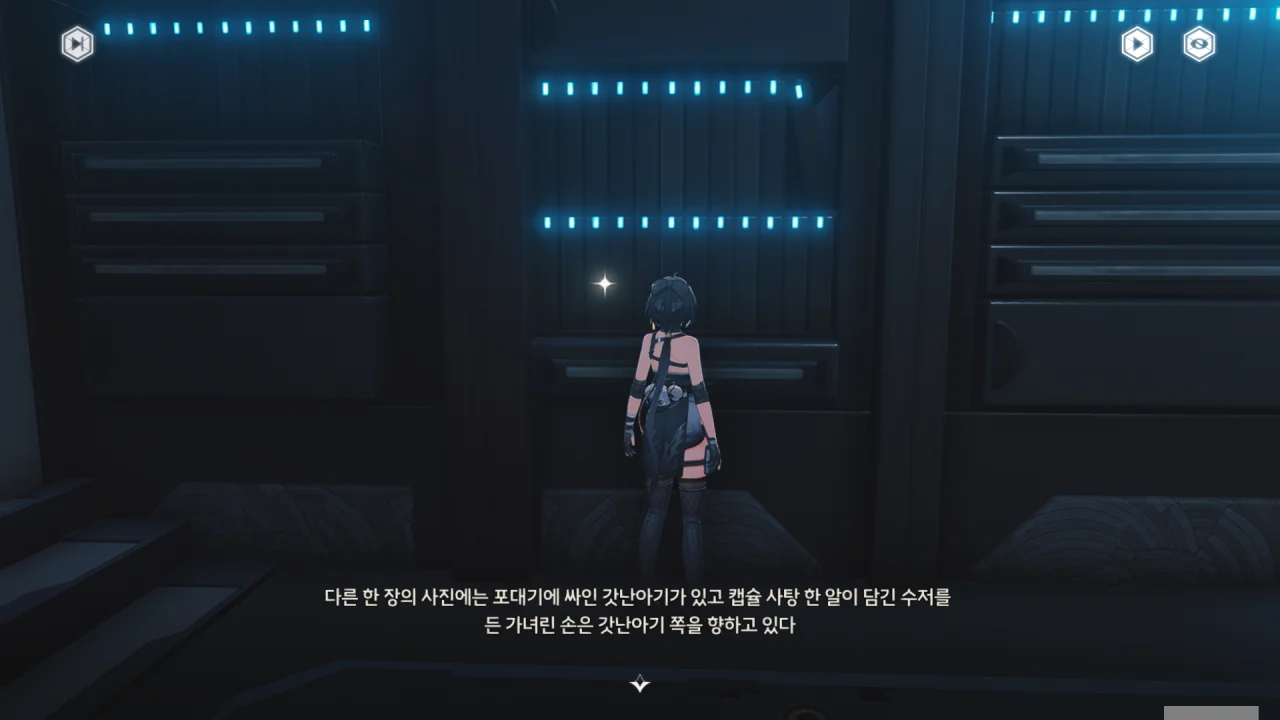 다른 한 장의 사진에는 포대기에 싸인 갓난아기가 있고 캡슐 사탕 한 알이 담긴 수저를
든 가녀린 손은 갓난아기 쪽을 향하고 있다